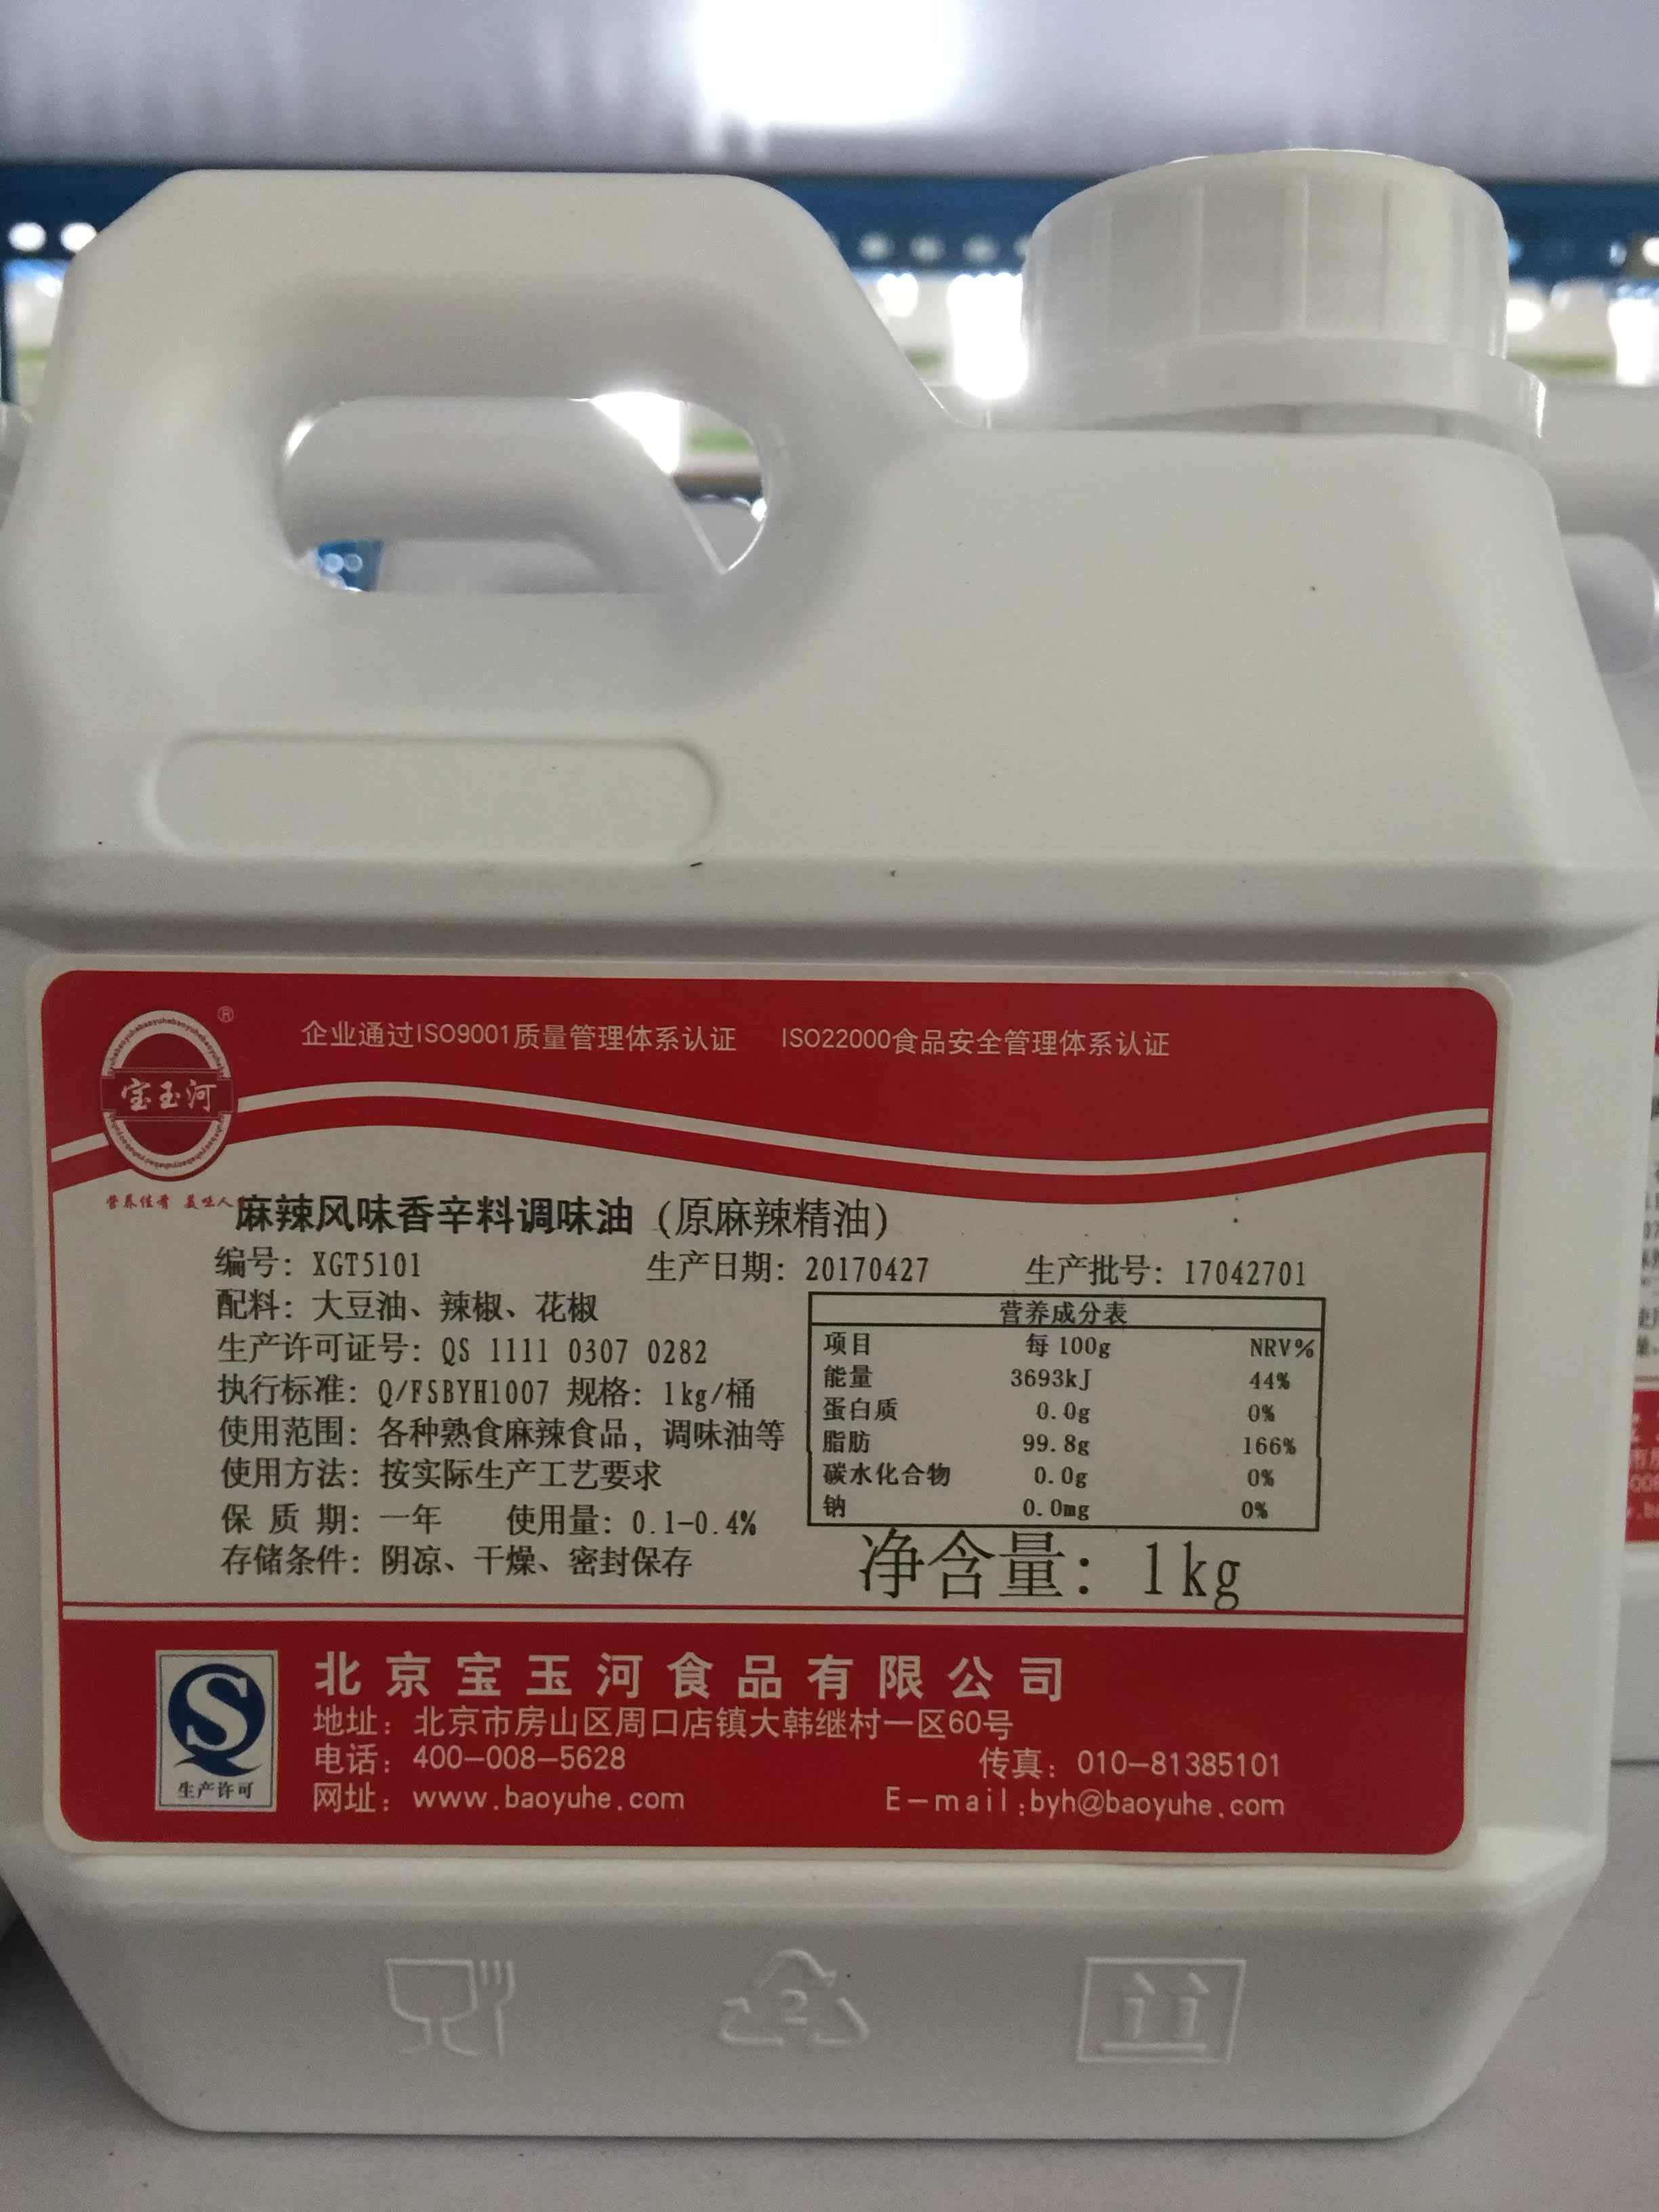 企业通过ISO9001质量管理体系认证 ISO22000食品安全管理体系认证
®
宝玉河
营养佳肴 美味人
麻辣风味香辛料调味油（原麻辣精油）
编号：XGT5101 生产日期：20170427 生产批号：17042701
配料：大豆油、辣椒、花椒
生产许可证号：QS 1111 0307 0282
执行标准：Q/FSBYH1007 规格：1kg/桶
使用范围：各种熟食麻辣食品，调味油等
使用方法：按实际生产工艺要求
保 质 期：一年 使用量：0.1-0.4%
存储条件：阴凉、干燥、密封保存
营养成分表
项目 每 100g NRV%
能量 3693kJ 44%
蛋白质 0.0g 0%
脂肪 99.8g 166%
碳水化合物 0.0g 0%
钠 0.0mg 0%
净含量：1kg
生产许可
北京宝玉河食品有限公司
地址：北京市房山区周口店镇大韩继村一区60号
电话：400-008-5628 传真：010-81385101
网址：www.baoyuhe.com E-mail:byh@baoyuhe.com
2